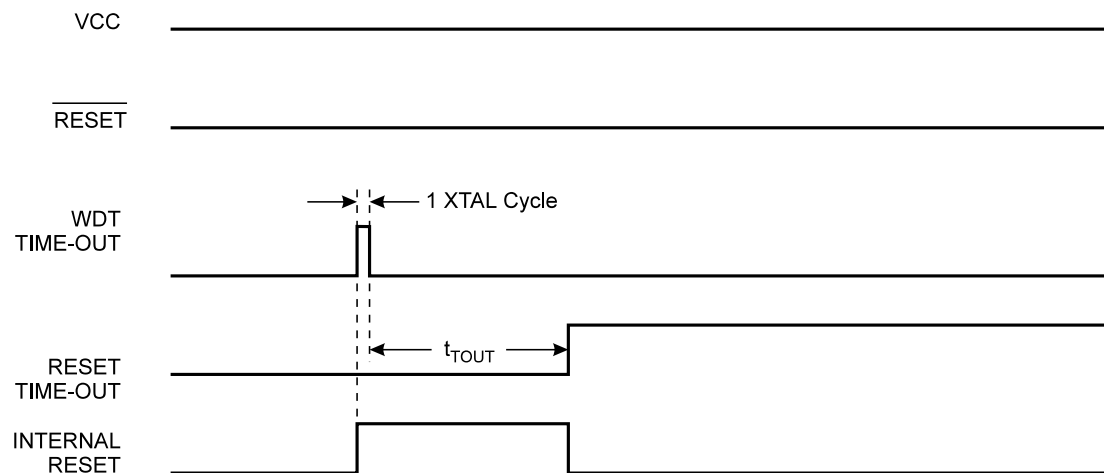 VCC
RESET
1 XTAL Cycle
WDT
TIME-OUT
tTOUT
RESET
TIME-OUT
INTERNAL
RESET